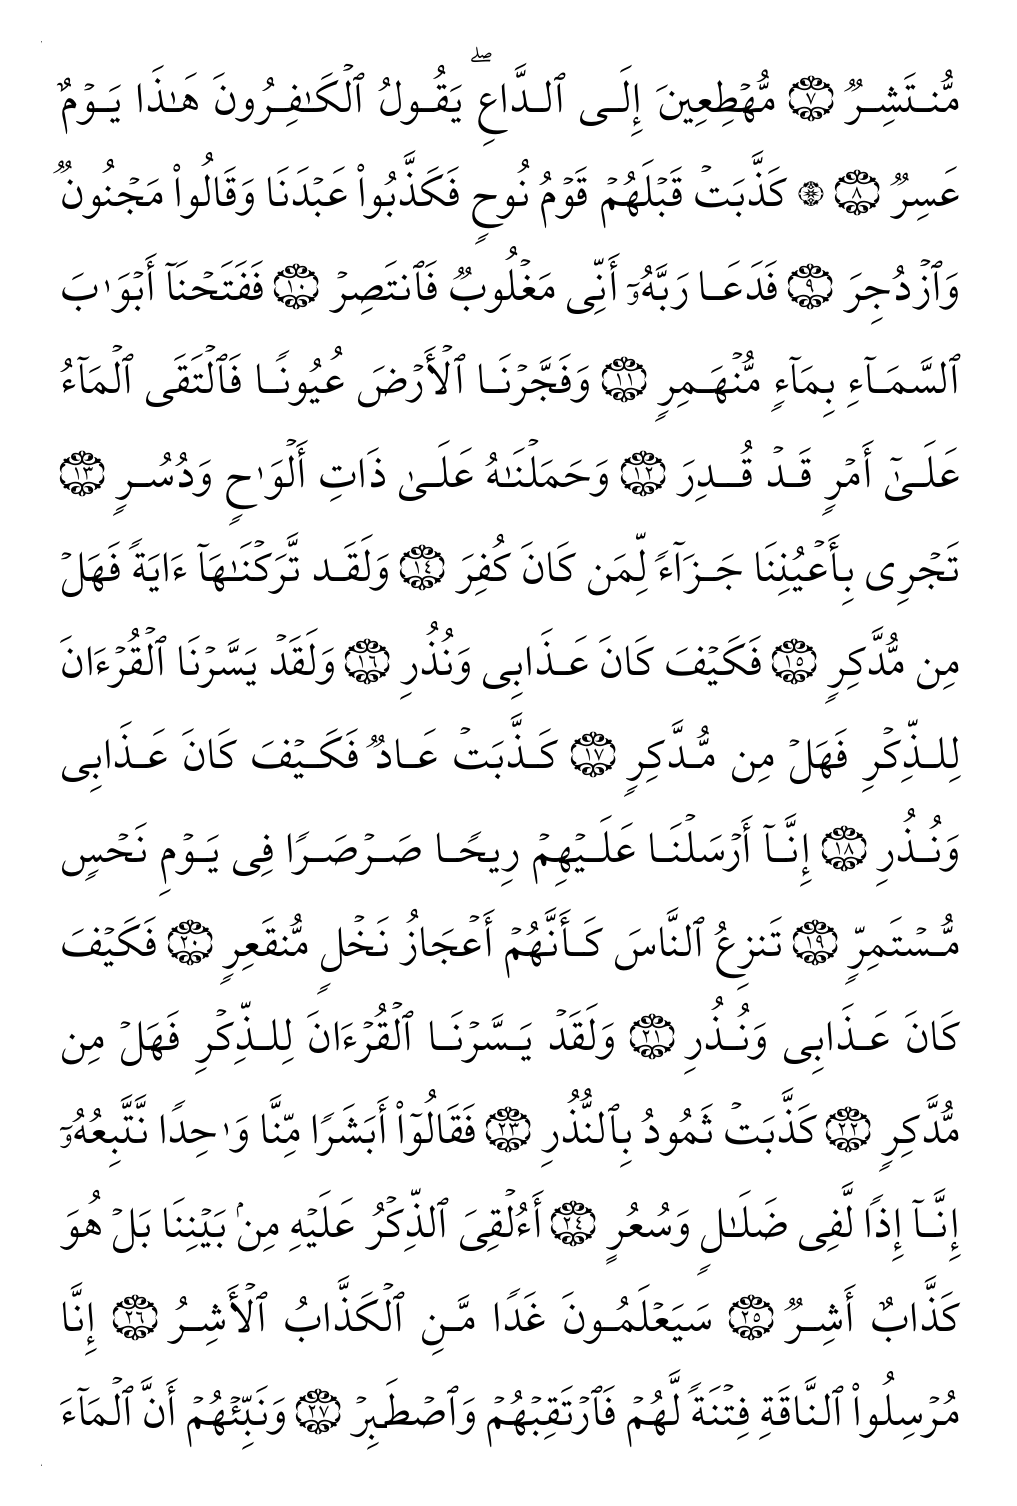 مُّنتَشِرٌ ٧ مُّهْطِعِينَ إِلَى ٱلدَّاعِ ۖ يَقُولُ ٱلْكَـٰفِرُونَ هَـٰذَا يَوْمٌ
عَسِرٌ ٨ ۞ كَذَّبَتْ قَبْلَهُمْ قَوْمُ نُوحٍ فَكَذَّبُوا۟ عَبْدَنَا وَقَالُوا۟ مَجْنُونٌ
وَٱزْدُجِرَ ٩ فَدَعَا رَبَّهُۥٓ أَنِّى مَغْلُوبٌ فَٱنتَصِرْ ١٠ فَفَتَحْنَآ أَبْوَٰبَ
ٱلسَّمَآءِ بِمَآءٍ مُّنْهَمِرٍ ١١ وَفَجَّرْنَا ٱلْأَرْضَ عُيُونًا فَٱلْتَقَى ٱلْمَآءُ
عَلَىٰٓ أَمْرٍ قَدْ قُدِرَ ١٢ وَحَمَلْنَـٰهُ عَلَىٰ ذَاتِ أَلْوَٰحٍ وَدُسُرٍ ١٣
تَجْرِى بِأَعْيُنِنَا جَزَآءً لِّمَن كَانَ كُفِرَ ١٤ وَلَقَد تَّرَكْنَـٰهَآ ءَايَةً فَهَلْ
مِن مُّدَّكِرٍ ١٥ فَكَيْفَ كَانَ عَذَابِى وَنُذُرِ ١٦ وَلَقَدْ يَسَّرْنَا ٱلْقُرْءَانَ
لِلذِّكْرِ فَهَلْ مِن مُّدَّكِرٍ ١٧ كَذَّبَتْ عَادٌ فَكَيْفَ كَانَ عَذَابِى
وَنُذُرِ ١٨ إِنَّآ أَرْسَلْنَا عَلَيْهِمْ رِيحًا صَرْصَرًا فِى يَوْمِ نَحْسٍ
مُّسْتَمِرٍّ ١٩ تَنزِعُ ٱلنَّاسَ كَأَنَّهُمْ أَعْجَازُ نَخْلٍ مُّنقَعِرٍ ٢٠ فَكَيْفَ
كَانَ عَذَابِى وَنُذُرِ ٢١ وَلَقَدْ يَسَّرْنَا ٱلْقُرْءَانَ لِلذِّكْرِ فَهَلْ مِن
مُّدَّكِرٍ ٢٢ كَذَّبَتْ ثَمُودُ بِٱلنُّذُرِ ٢٣ فَقَالُوٓا۟ أَبَشَرًا مِّنَّا وَٰحِدًا نَّتَّبِعُهُۥٓ
إِنَّآ إِذًا لَّفِى ضَلَـٰلٍ وَسُعُرٍ ٢٤ أَءُلْقِىَ ٱلذِّكْرُ عَلَيْهِ مِنۢ بَيْنِنَا بَلْ هُوَ
كَذَّابٌ أَشِرٌ ٢٥ سَيَعْلَمُونَ غَدًا مَّنِ ٱلْكَذَّابُ ٱلْأَشِرُ ٢٦ إِنَّا
مُرْسِلُوا۟ ٱلنَّاقَةِ فِتْنَةً لَّهُمْ فَٱرْتَقِبْهُمْ وَٱصْطَبِرْ ٢٧ وَنَبِّئْهُمْ أَنَّ ٱلْمَآءَ